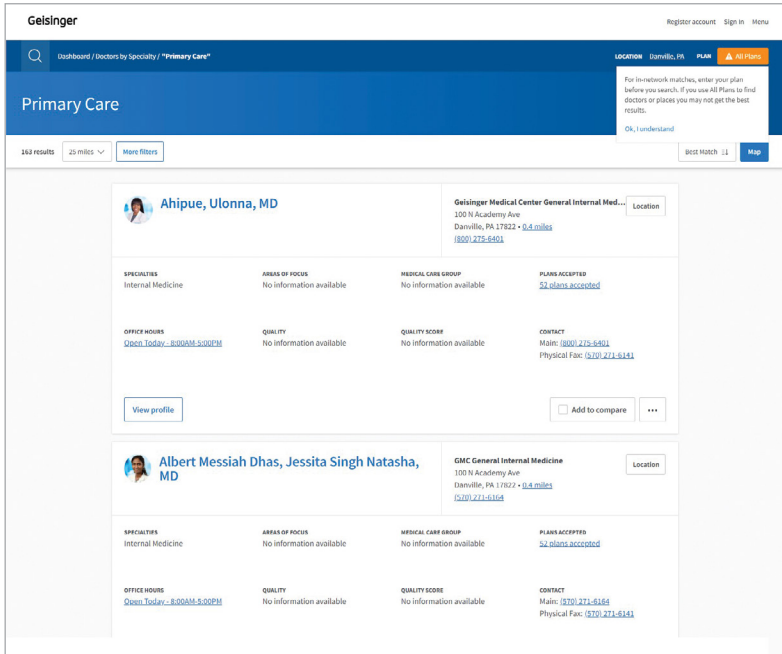 Geisinger
Register account Sign In Menu
Dashboard / Doctors by Specialty / "Primary Care"
LOCATION Danville, PA PLAN All Plans
For in-network matches, enter your plan
before you search. If you use All Plans to find
doctors or places you may not get the best
results.
Ok, I understand
Primary Care
163 results 25 miles More filters
Best Match Map
Ahipue, Ulonna, MD
Geisinger Medical Center General Internal Med...
Location
100 N Academy Ave
Danville, PA 17822 • 0.4 miles
(800) 275-6401
SPECIALTIES AREAS OF FOCUS MEDICAL CARE GROUP PLANS ACCEPTED
Internal Medicine No information available No information available 52 plans accepted
OFFICE HOURS QUALITY QUALITY SCORE CONTACT
Open Today - 8:00AM-5:00PM No information available No information available Main: (800) 275-6401
Physical Fax: (570) 271-6141
View profile
Add to compare ...
Albert Messiah Dhas, Jessita Singh Natasha,
MD
GMC General Internal Medicine
Location
100 N Academy Ave
Danville, PA 17822 • 0.4 miles
(570) 271-6164
SPECIALTIES AREAS OF FOCUS MEDICAL CARE GROUP PLANS ACCEPTED
Internal Medicine No information available No information available 52 plans accepted
OFFICE HOURS QUALITY QUALITY SCORE CONTACT
Open Today - 8:00AM-5:00PM No information available No information available Main: (570) 271-6164
Physical Fax: (570) 271-6141